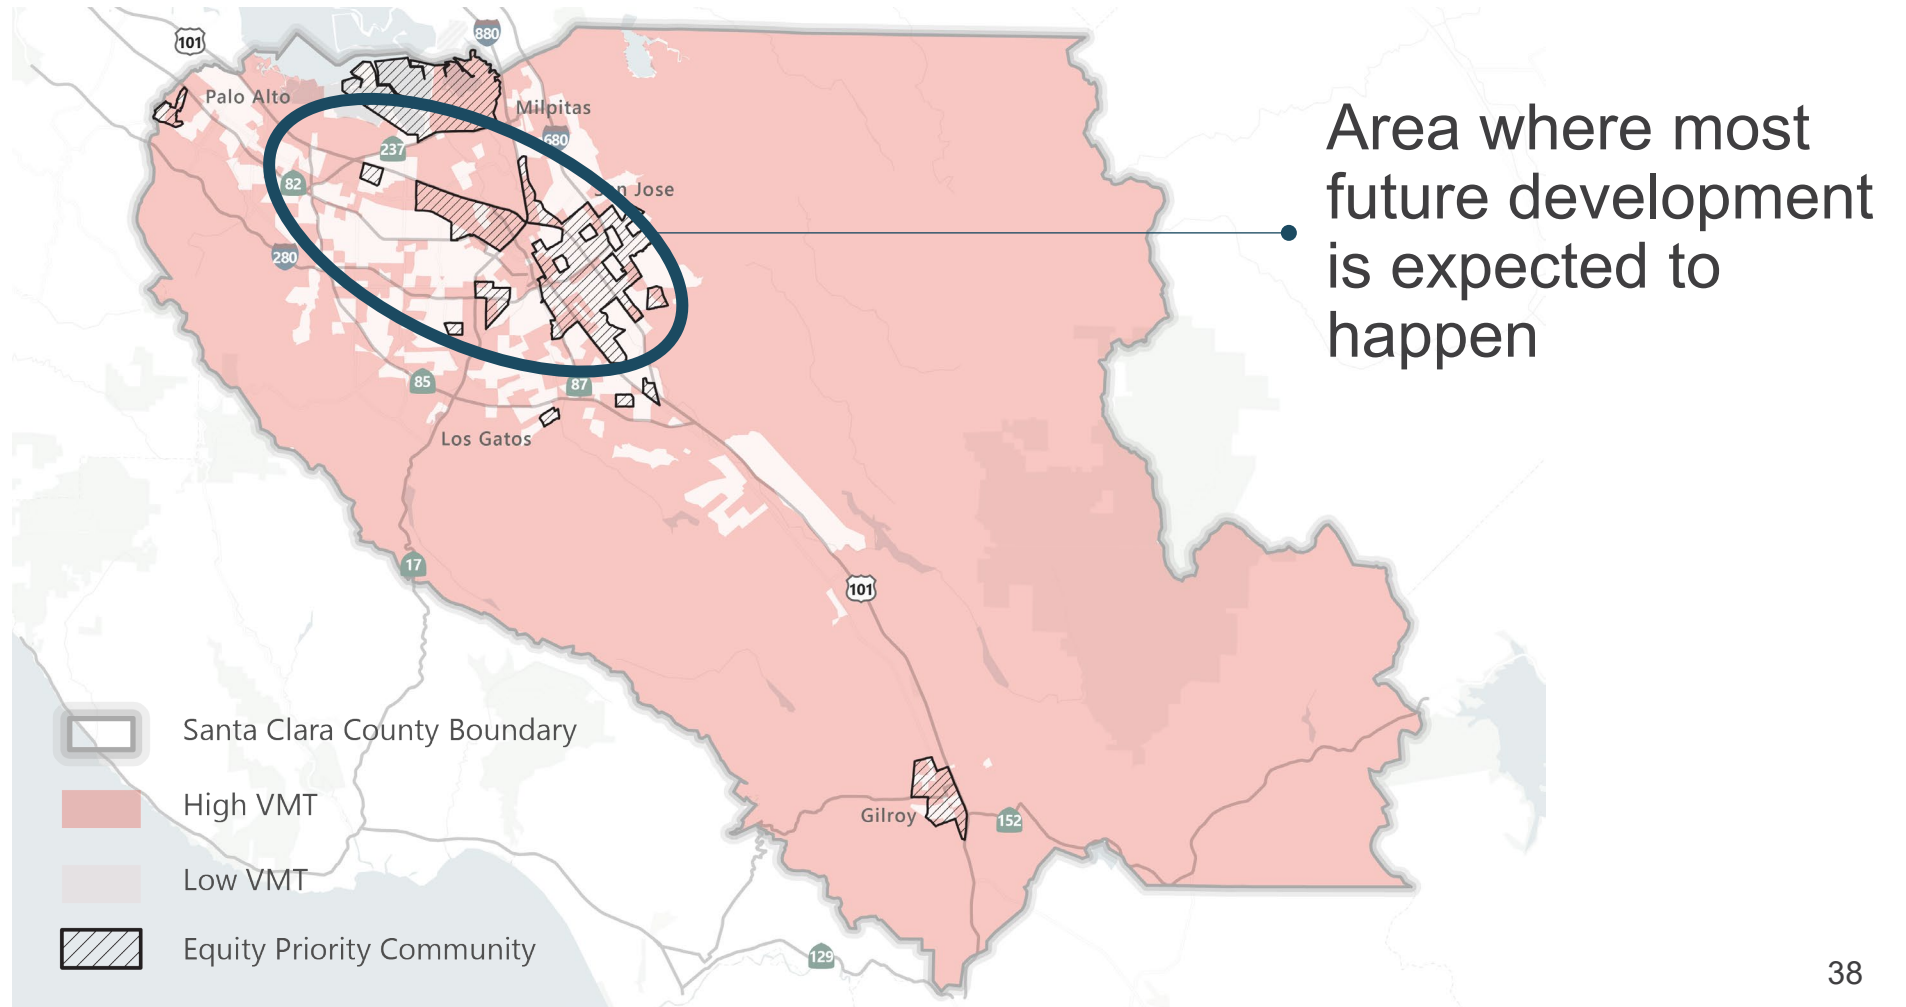 101
880
Palo Alto
Milpitas
680
237
82
San Jose
280
85
87
Los Gatos
17
101
Gilroy
152
129
Area where most
future development
is expected to
happen
Santa Clara County Boundary
High VMT
Low VMT
Equity Priority Community
38